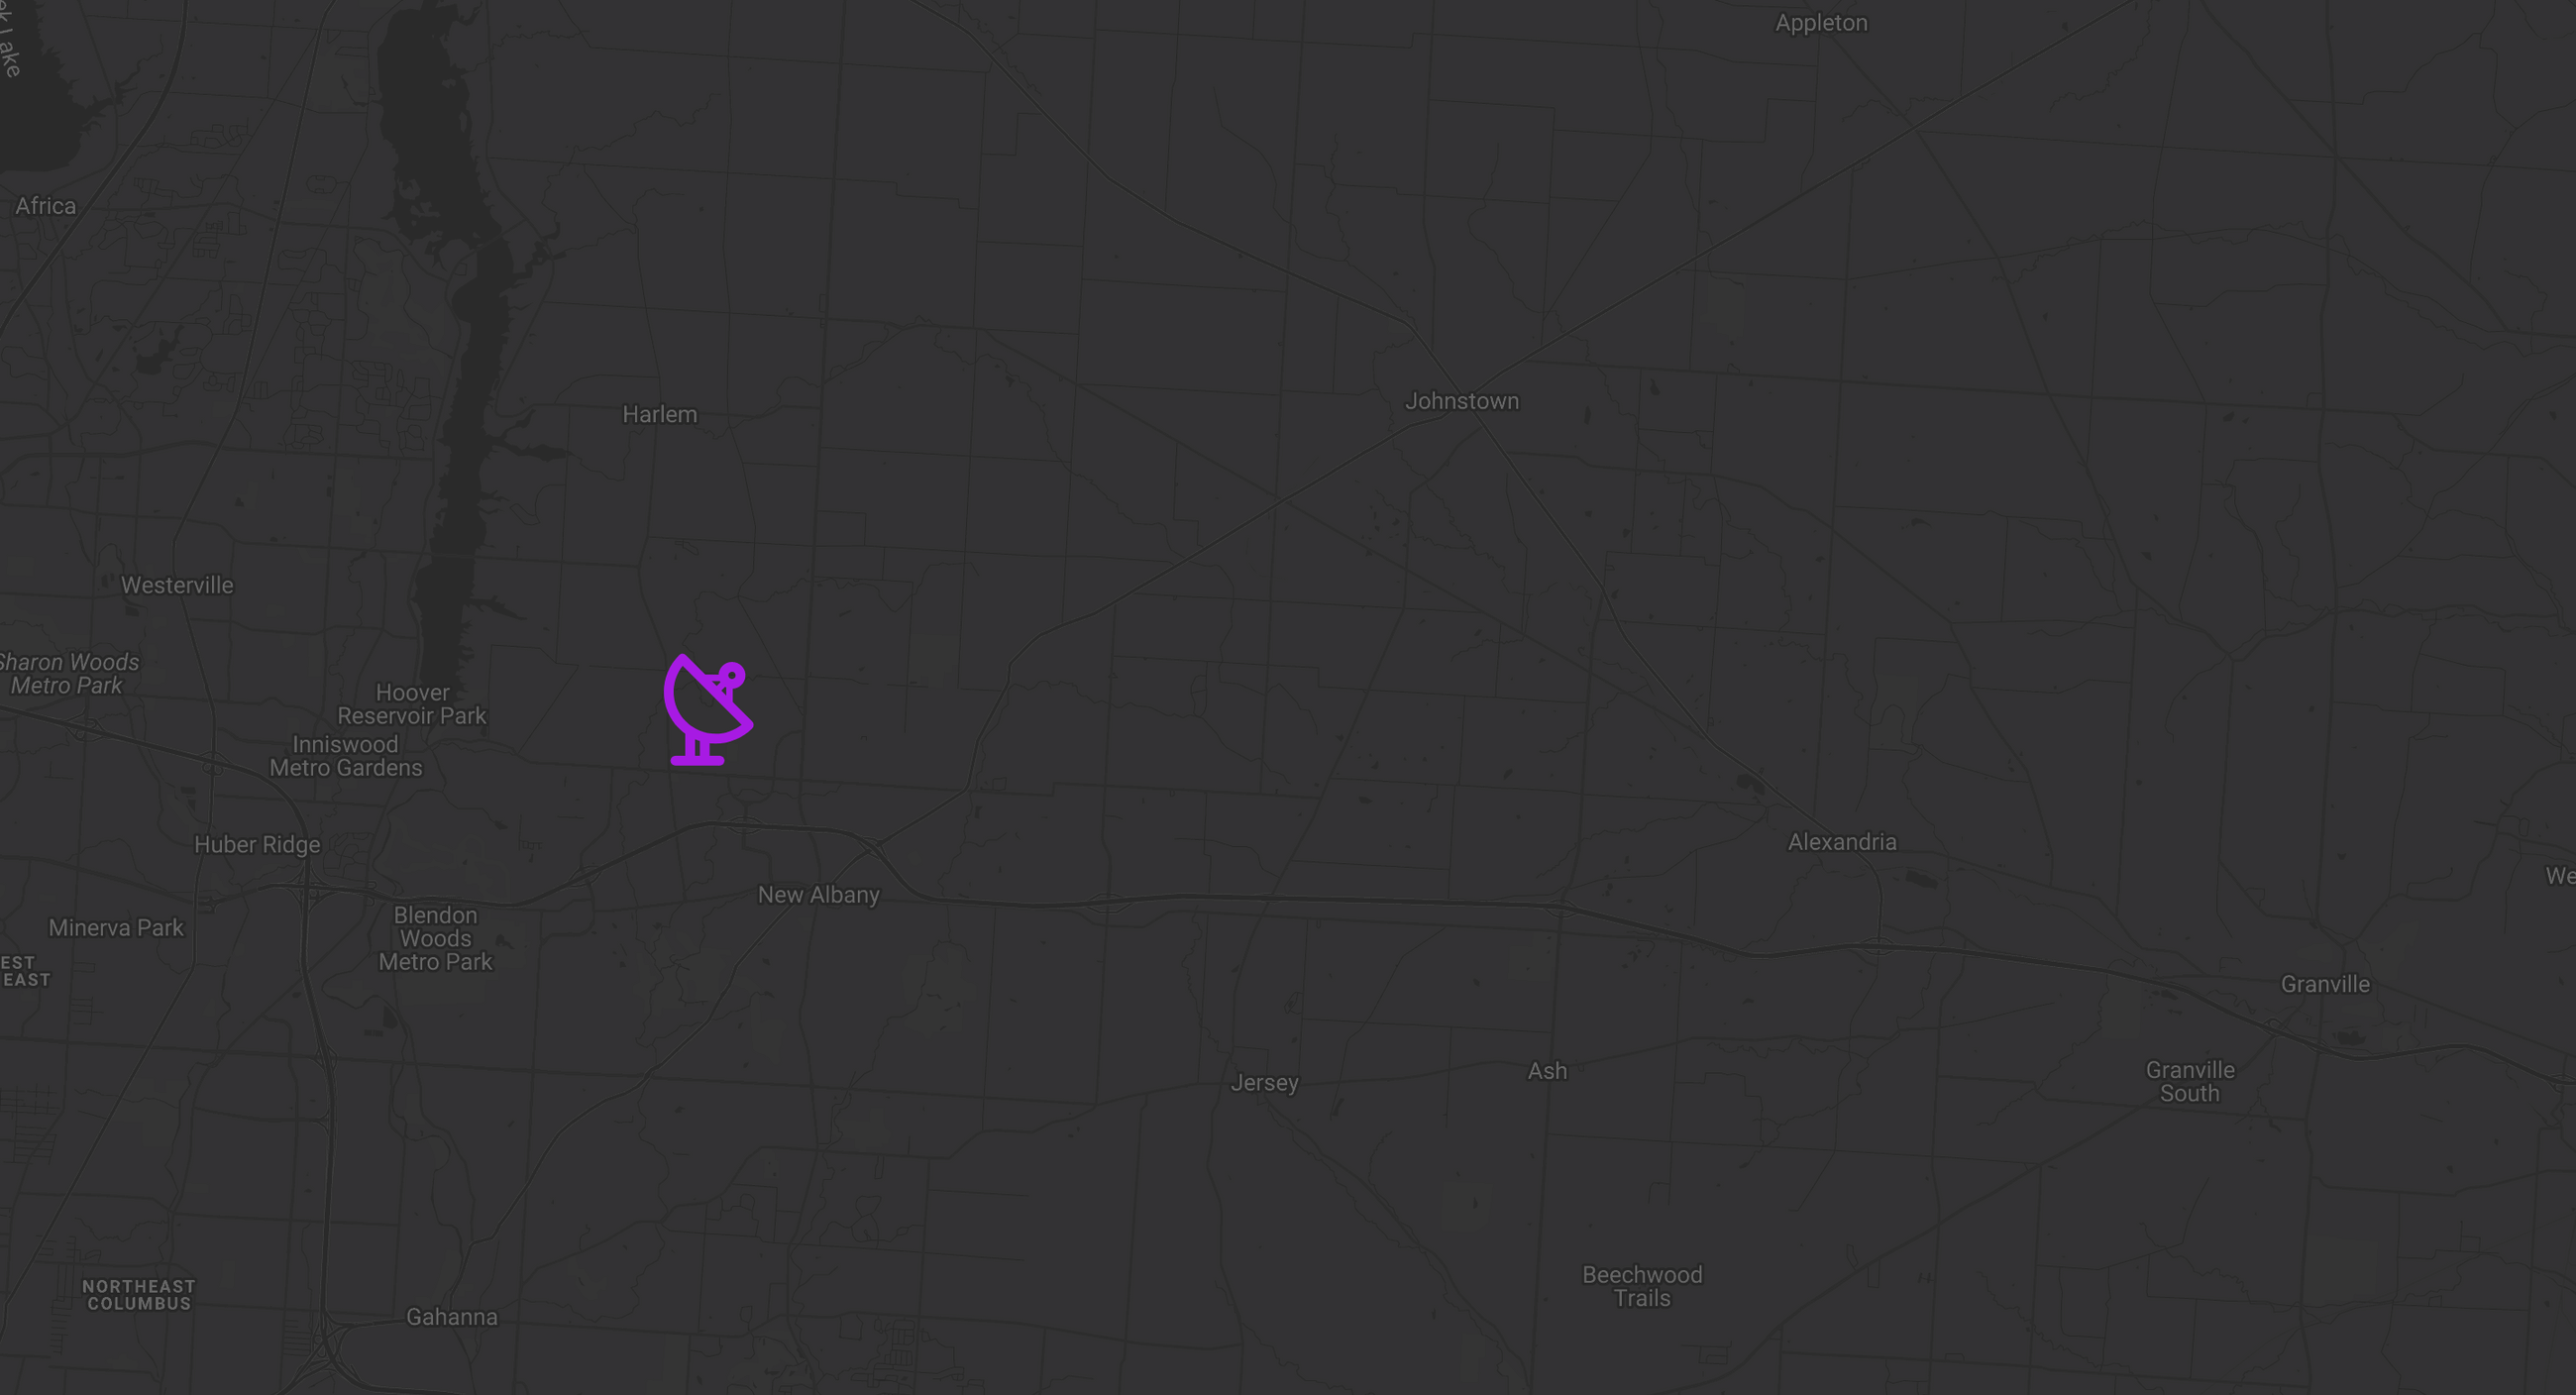 Appleton
ek Lake
Africa
Harlem
Johnstown
Westerville
Sharon Woods
Metro Park
Hoover
Reservoir Park
Inniswood
Metro Gardens
Huber Ridge
Alexandria
We
New Albany
Blendon
Woods
Metro Park
Minerva Park
EST
EAST
Granville
Granville
South
Ash
Jersey
Beechwood
Trails
NORTHEAST
COLUMBUS
Gahanna